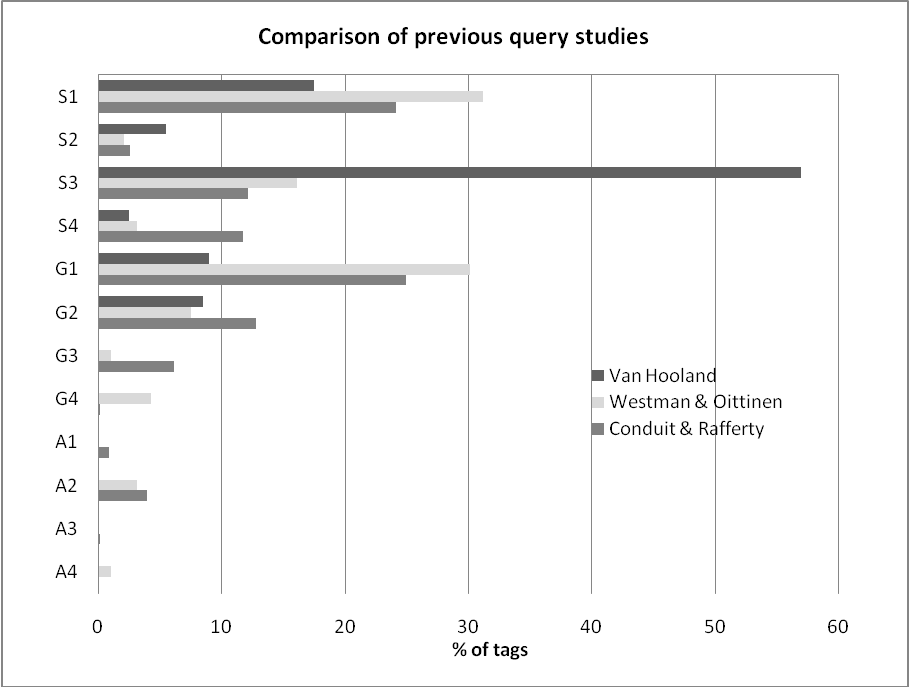 Comparison of previous query studies
S1
S2
S3
S4
G1
G2
G3
G4
A1
A2
A3
A4
Van Hooland
Westman & Oittinen
Conduit & Rafferty
0 10 20 30 40 50 60
% of tags